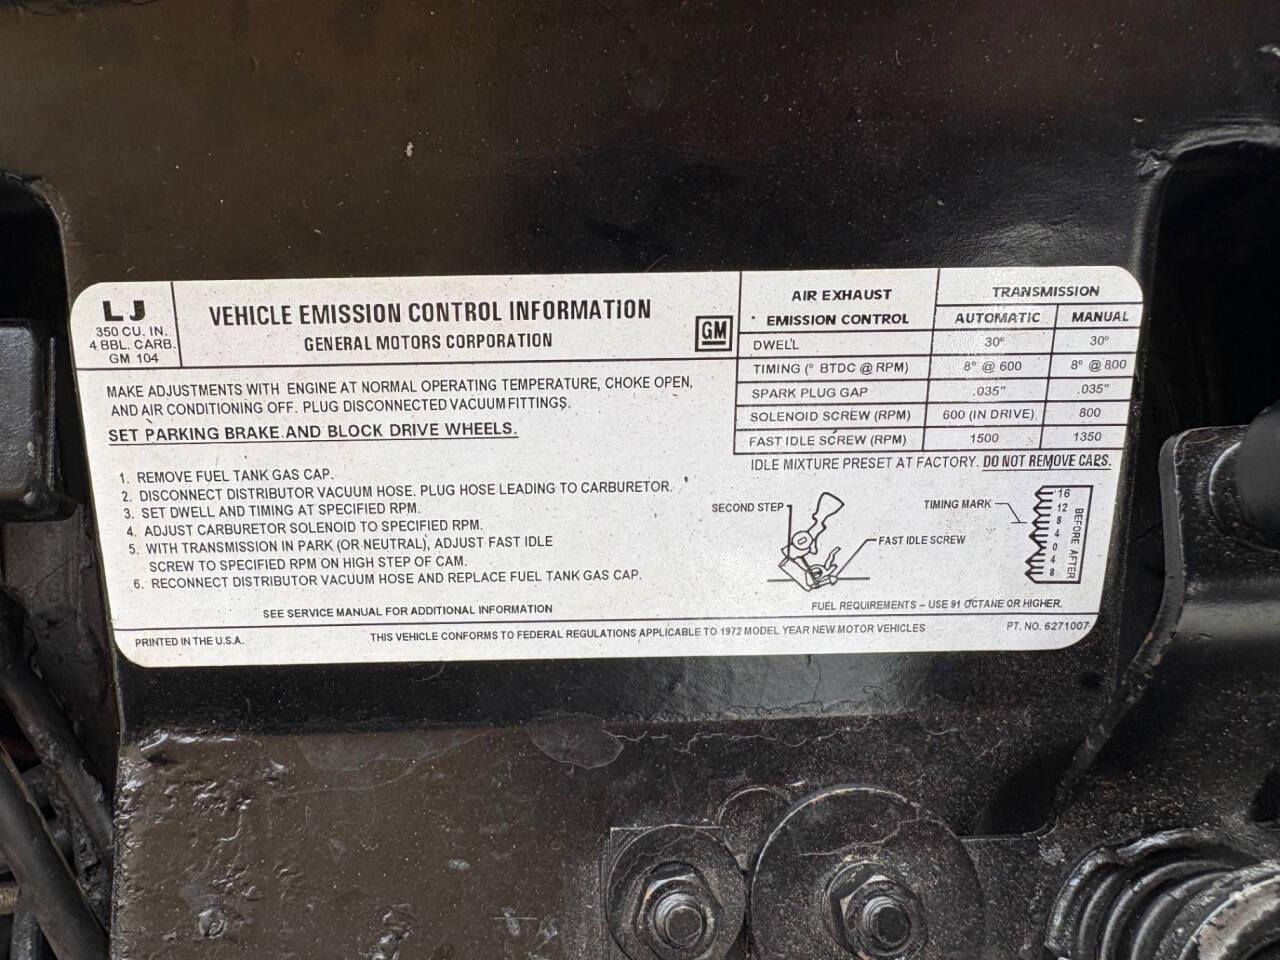 LJ
350 CU. IN.
4 BBL. CARB.
GM 104
VEHICLE EMISSION CONTROL INFORMATION
GENERAL MOTORS CORPORATION
GM
AIR EXHAUST
EMISSION CONTROL
TRANSMISSION
AUTOMATIC MANUAL
DWELL 30° 30°
TIMING (° BTDC @ RPM) 8° @ 600 8° @ 800
SPARK PLUG GAP .035" .035"
SOLENOID SCREW (RPM) 600 (IN DRIVE) 800
FAST IDLE SCREW (RPM) 1500 1350
IDLE MIXTURE PRESET AT FACTORY. DO NOT REMOVE CAPS.
MAKE ADJUSTMENTS WITH ENGINE AT NORMAL OPERATING TEMPERATURE, CHOKE OPEN,
AND AIR CONDITIONING OFF. PLUG DISCONNECTED VACUUM FITTINGS.
SET PARKING BRAKE AND BLOCK DRIVE WHEELS.
1. REMOVE FUEL TANK GAS CAP.
2. DISCONNECT DISTRIBUTOR VACUUM HOSE. PLUG HOSE LEADING TO CARBURETOR.
3. SET DWELL AND TIMING AT SPECIFIED RPM.
4. ADJUST CARBURETOR SOLENOID TO SPECIFIED RPM.
5. WITH TRANSMISSION IN PARK (OR NEUTRAL), ADJUST FAST IDLE
SCREW TO SPECIFIED RPM ON HIGH STEP OF CAM.
6. RECONNECT DISTRIBUTOR VACUUM HOSE AND REPLACE FUEL TANK GAS CAP.
SECOND STEP
FAST IDLE SCREW
TIMING MARK
16
12
8
4
0
4
8
BEFORE AFTER
SEE SERVICE MANUAL FOR ADDITIONAL INFORMATION
FUEL REQUIREMENTS – USE 91 OCTANE OR HIGHER.
PRINTED IN THE U.S.A.
THIS VEHICLE CONFORMS TO FEDERAL REGULATIONS APPLICABLE TO 1972 MODEL YEAR NEW MOTOR VEHICLES
PT. NO. 6271007